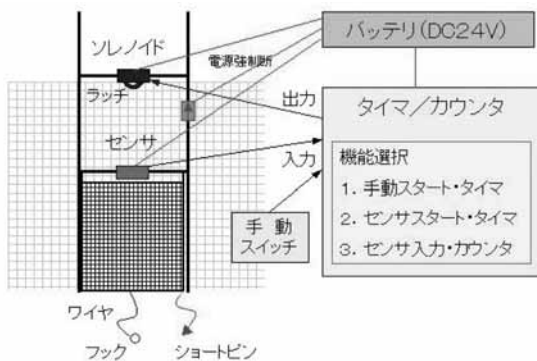 ソレノイド
バッテリ(DC24V)
電源強制断
ラッチ
出力
タイマ/カウンタ
センサ
入力
機能選択
1. 手動スタート・タイマ
2. センサスタート・タイマ
3. センサ入力・カウンタ
手動
スイッチ
ワイヤ
フック
ショートピン